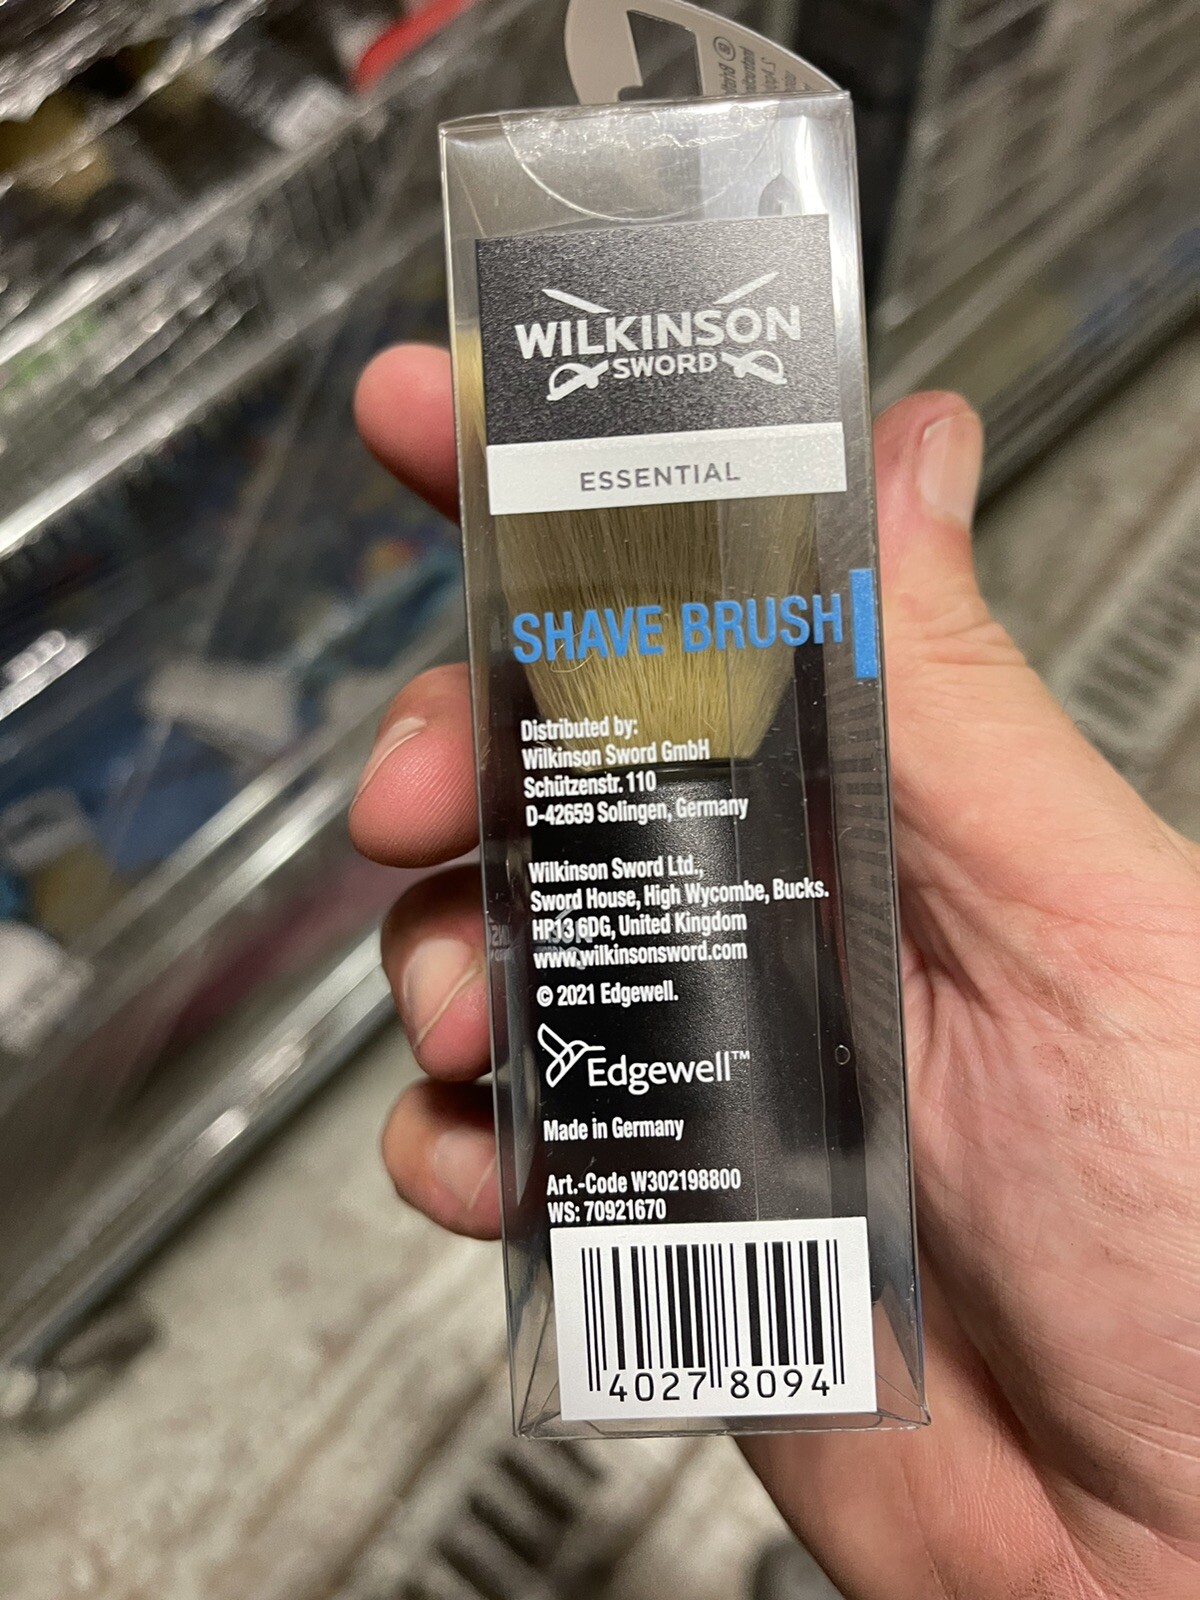 WILKINSON
SWORD
ESSENTIAL
SHAVE BRUSH
Distributed by:
Wilkinson Sword GmbH
Schützenstr. 110
D-42659 Solingen, Germany
Wilkinson Sword Ltd.,
Sword House, High Wycombe, Bucks.
HP13 6DG, United Kingdom
www.wilkinsonsword.com
© 2021 Edgewell.
Edgewell™
Made in Germany
Art.-Code W302198800
WS: 70921670
4027 8094